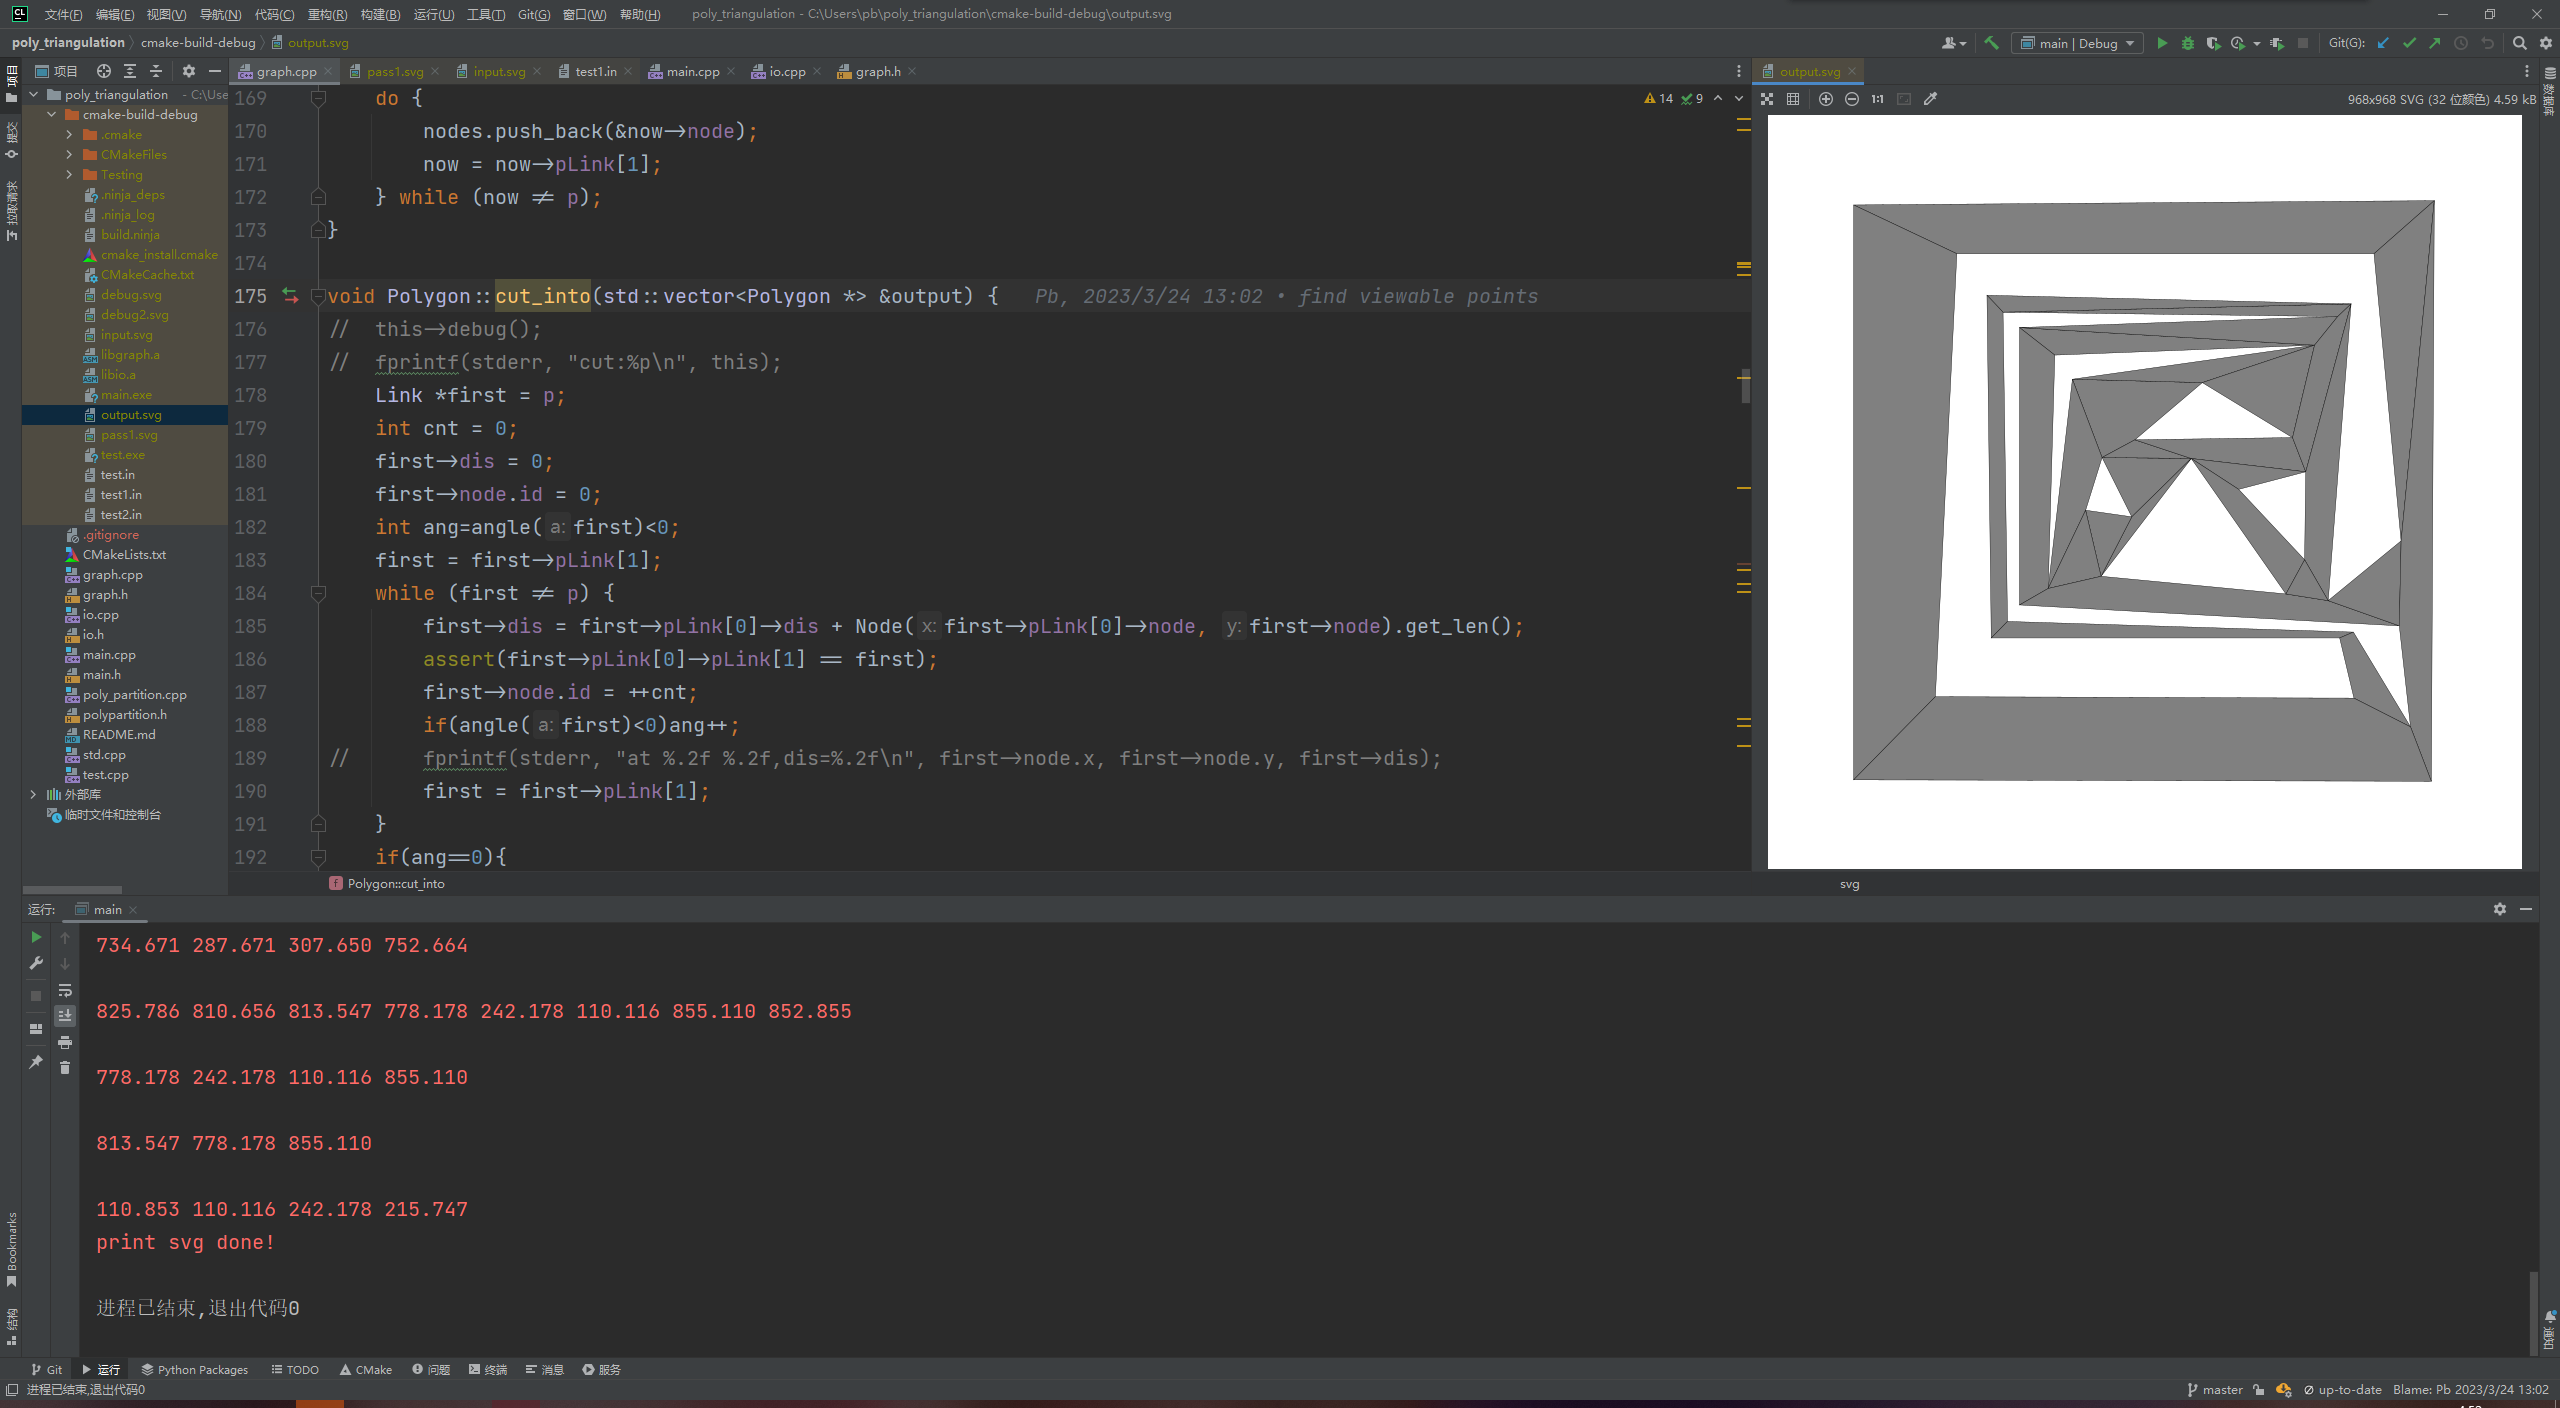 CL 文件(F) 编辑(E) 视图(V) 导航(N) 代码(C) 重构(R) 构建(B) 运行(U) 工具(T) Git(G) 窗口(W) 帮助(H) poly_triangulation - C:\Users\pb\poly_triangulation\cmake-build-debug\output.svg
poly_triangulation cmake-build-debug output.svg main | Debug Git(G):
项目 graph.cpp pass1.svg input.svg test1.in main.cpp io.cpp graph.h output.svg
968x968 SVG (32 位颜色) 4.59 kB
项目
提交
拉取请求
Bookmarks
结构
数据库
通知
poly_triangulation - C:\Use
cmake-build-debug
.cmake
CMakeFiles
Testing
.ninja_deps
.ninja_log
build.ninja
cmake_install.cmake
CMakeCache.txt
debug.svg
debug2.svg
input.svg
libgraph.a
libio.a
main.exe
output.svg
pass1.svg
test.exe
test.in
test1.in
test2.in
.gitignore
CMakeLists.txt
graph.cpp
graph.h
io.cpp
io.h
main.cpp
main.h
poly_partition.cpp
polypartition.h
README.md
std.cpp
test.cpp
外部库
临时文件和控制台
14 9
169 do {
170 nodes.push_back(&now->node);
171 now = now->pLink[1];
172 } while (now != p);
173 }
174
175 void Polygon::cut_into(std::vector<Polygon *> &output) { Pb, 2023/3/24 13:02 • find viewable points
176 // this->debug();
177 // fprintf(stderr, "cut:%p\n", this);
178 Link *first = p;
179 int cnt = 0;
180 first->dis = 0;
181 first->node.id = 0;
182 int ang=angle( a: first)<0;
183 first = first->pLink[1];
184 while (first != p) {
185 first->dis = first->pLink[0]->dis + Node( x: first->pLink[0]->node, y: first->node).get_len();
186 assert(first->pLink[0]->pLink[1] == first);
187 first->node.id = ++cnt;
188 if(angle( a: first)<0)ang++;
189 // fprintf(stderr, "at %.2f %.2f,dis=%.2f\n", first->node.x, first->node.y, first->dis);
190 first = first->pLink[1];
191 }
192 if(ang==0){
f Polygon::cut_into
svg
运行: main
734.671 287.671 307.650 752.664
825.786 810.656 813.547 778.178 242.178 110.116 855.110 852.855
778.178 242.178 110.116 855.110
813.547 778.178 855.110
110.853 110.116 242.178 215.747
print svg done!
进程已结束,退出代码0
Git 运行 Python Packages TODO CMake 问题 终端 消息 服务
进程已结束,退出代码0 master up-to-date Blame: Pb 2023/3/24 13:02